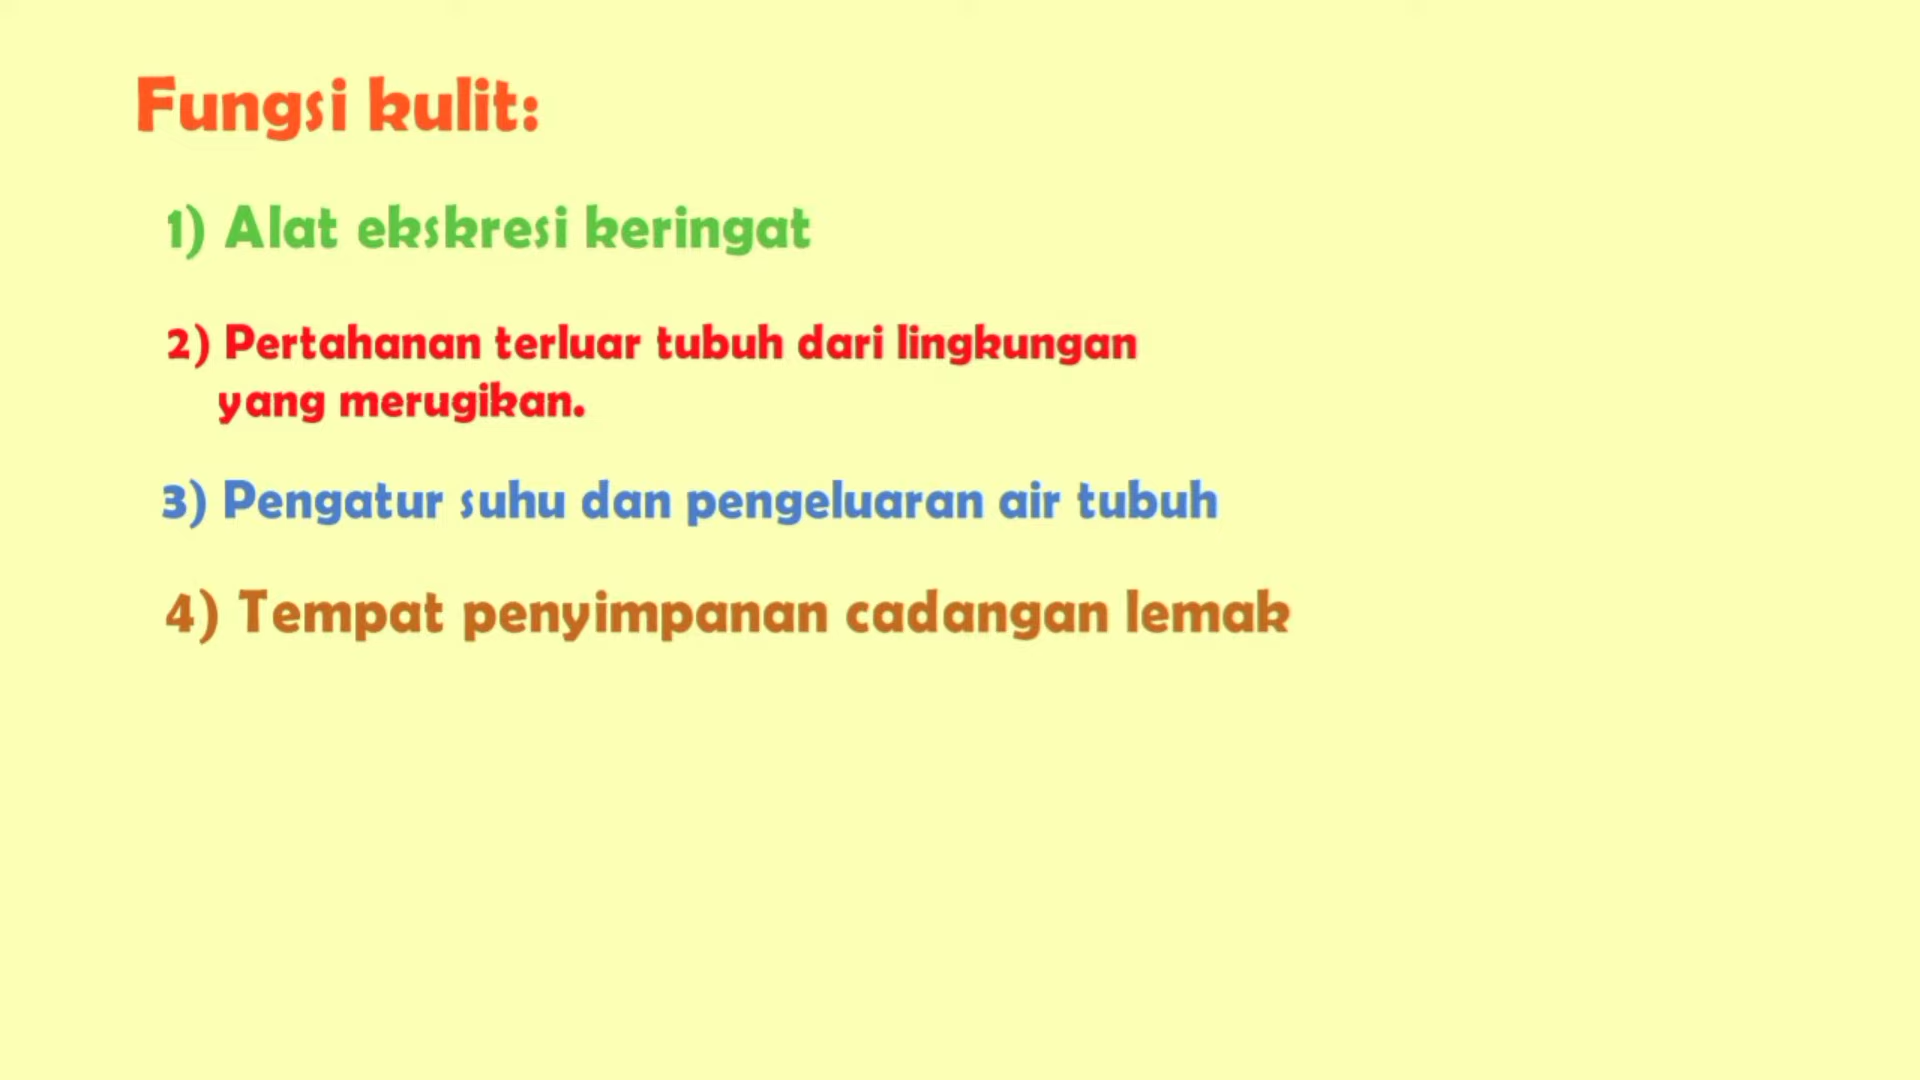 Fungsi kulit:
1) Alat ekskresi keringat
2) Pertahanan terluar tubuh dari lingkungan
yang merugikan.
3) Pengatur suhu dan pengeluaran air tubuh
4) Tempat penyimpanan cadangan lemak